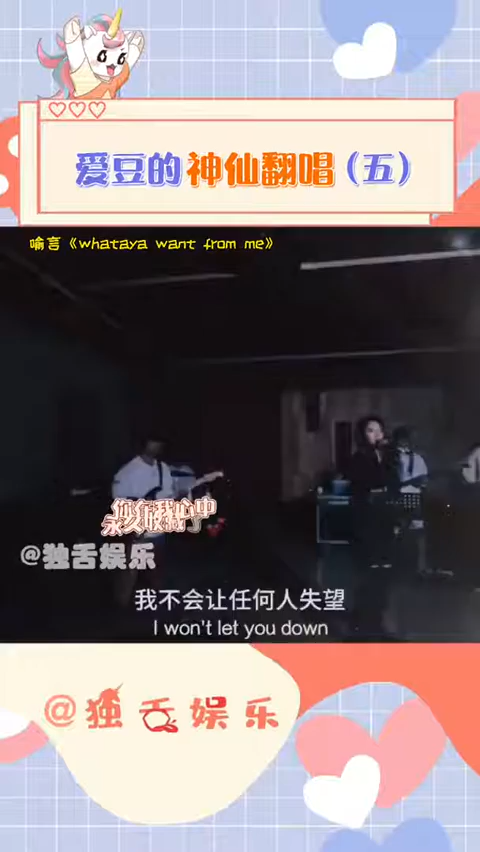 爱豆的神仙翻唱（五）
喻言《whataya want from me》
@独舌娱乐
我不会让任何人失望
I won't let you down
@独舌娱乐